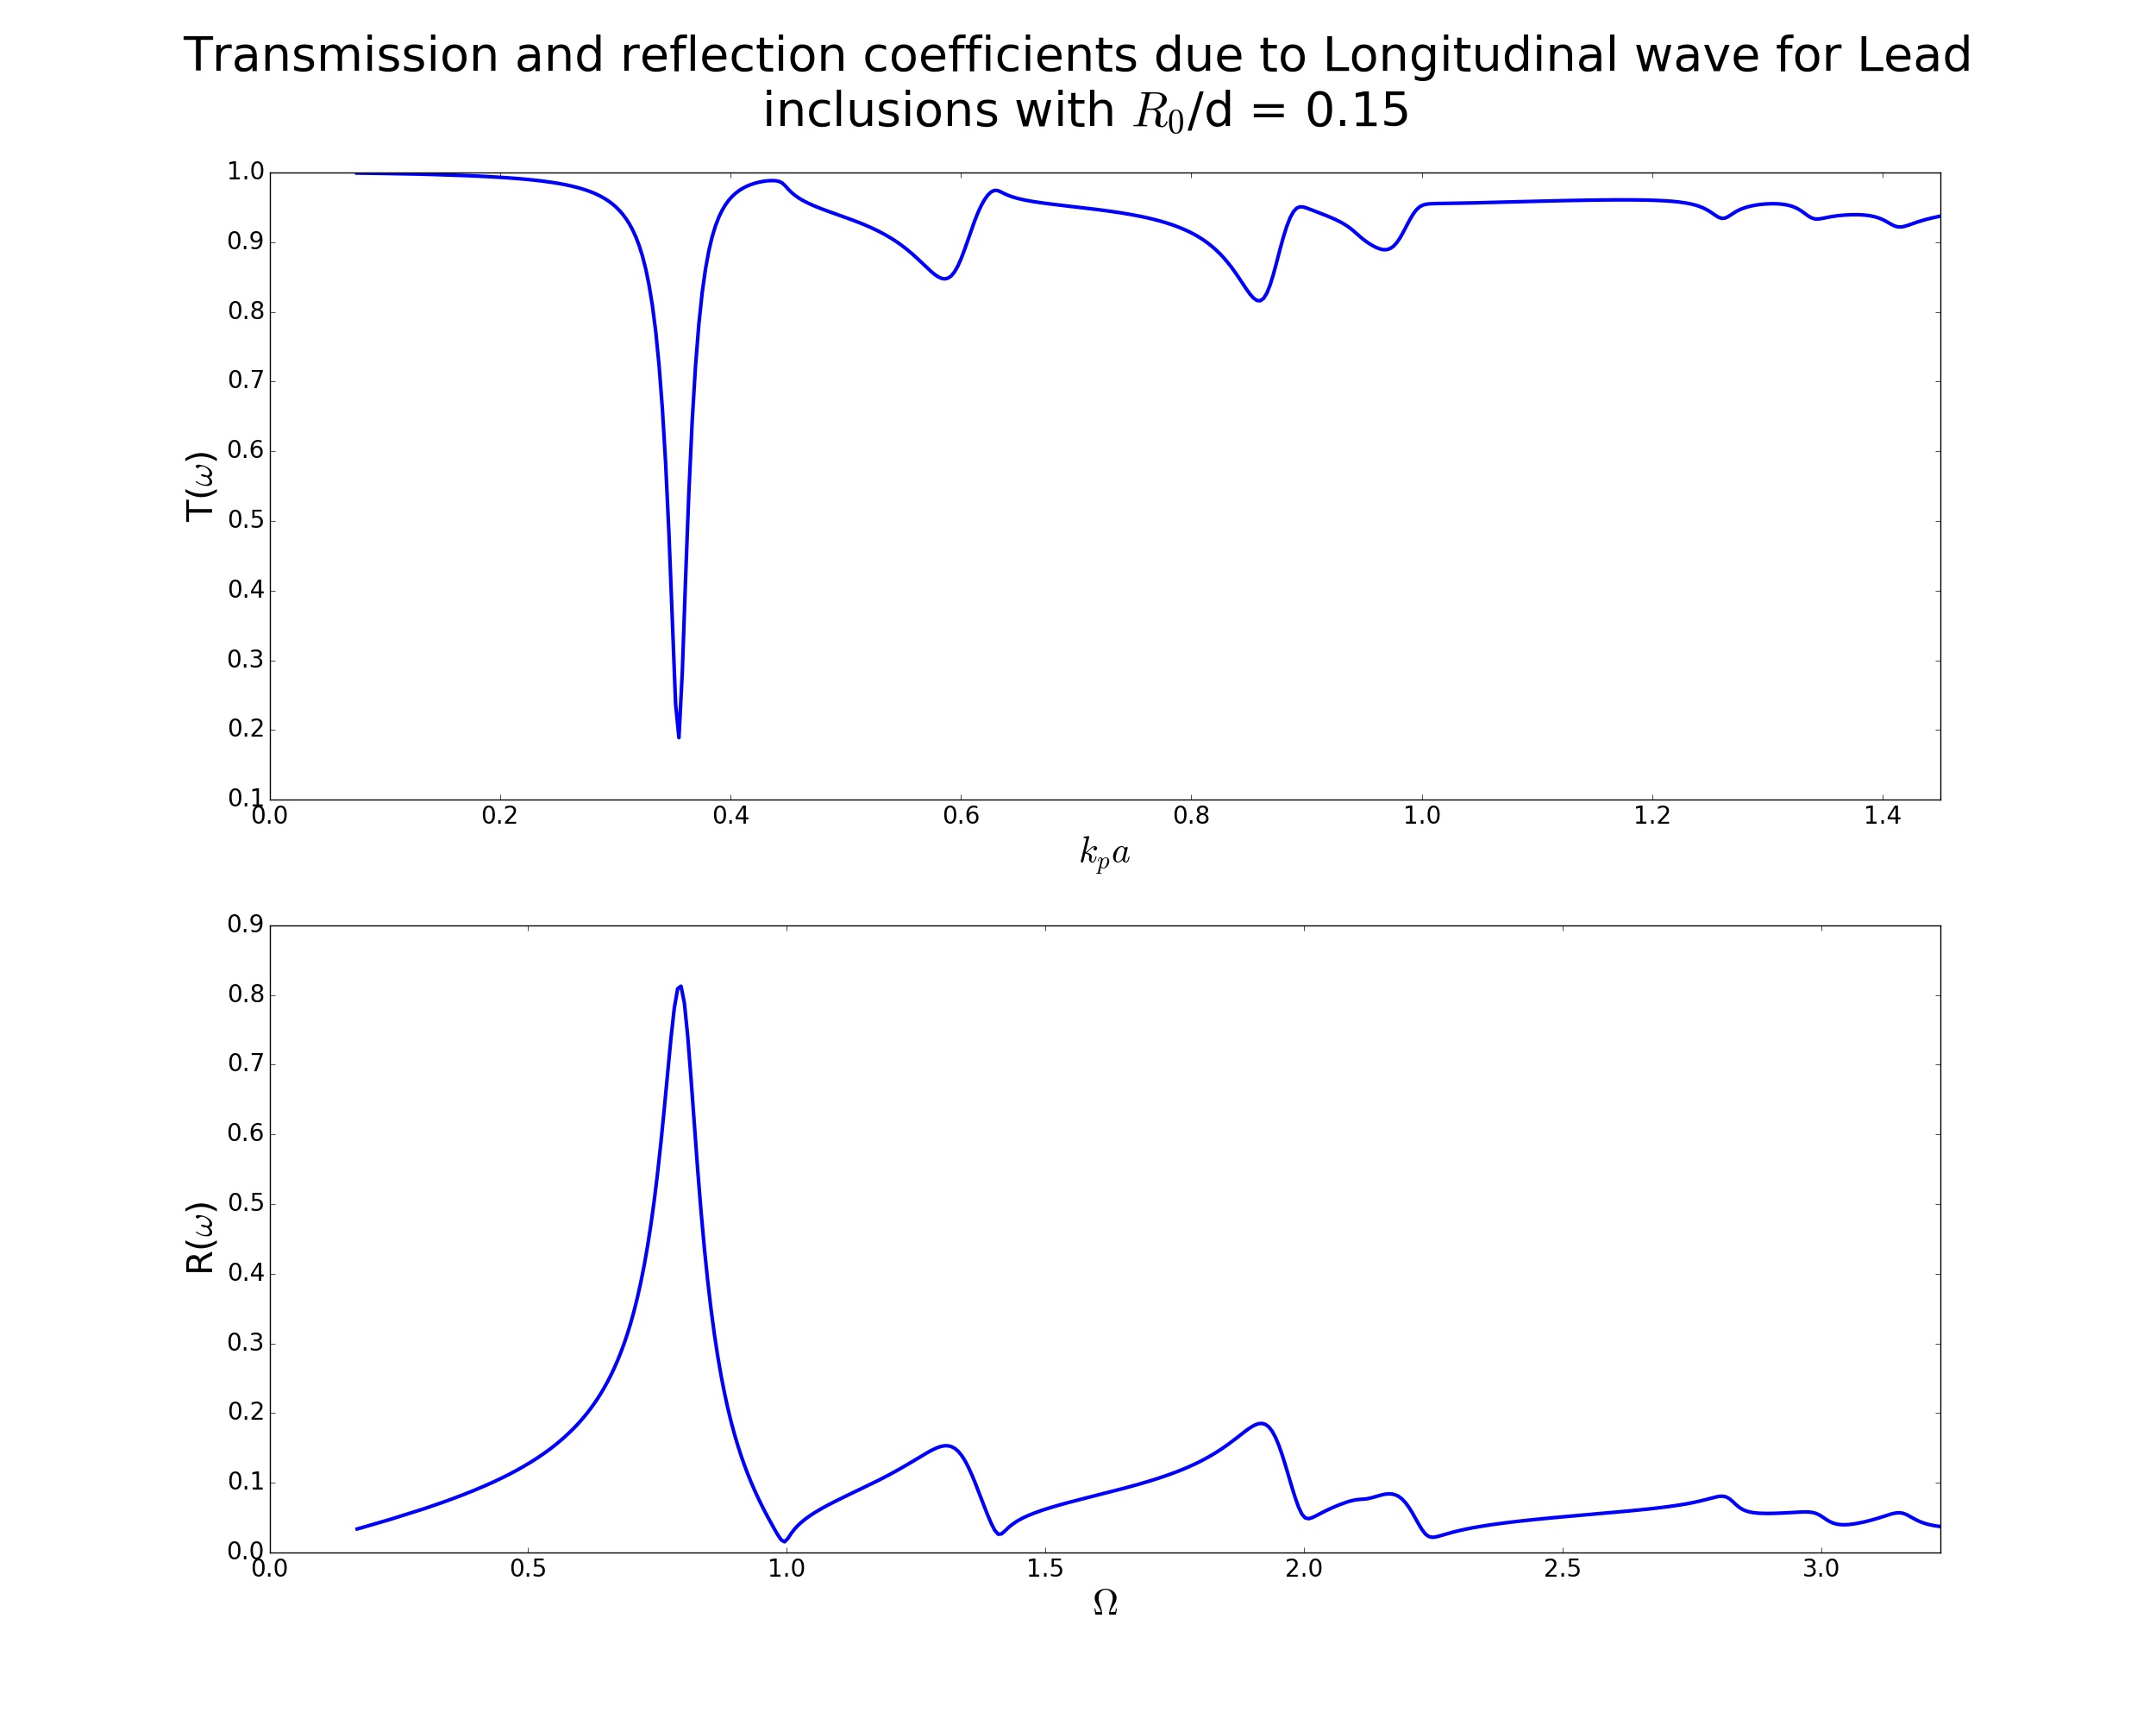 Transmission and reflection coefficients due to Longitudinal wave for Lead
inclusions with R₀/d = 0.15
1.0
0.9
0.8
0.7
0.6
0.5
0.4
0.3
0.2
0.1
T(ω)
0.0 0.2 0.4 0.6 0.8 1.0 1.2 1.4
kₚa
0.9
0.8
0.7
0.6
0.5
0.4
0.3
0.2
0.1
0.0
R(ω)
0.0 0.5 1.0 1.5 2.0 2.5 3.0
Ω